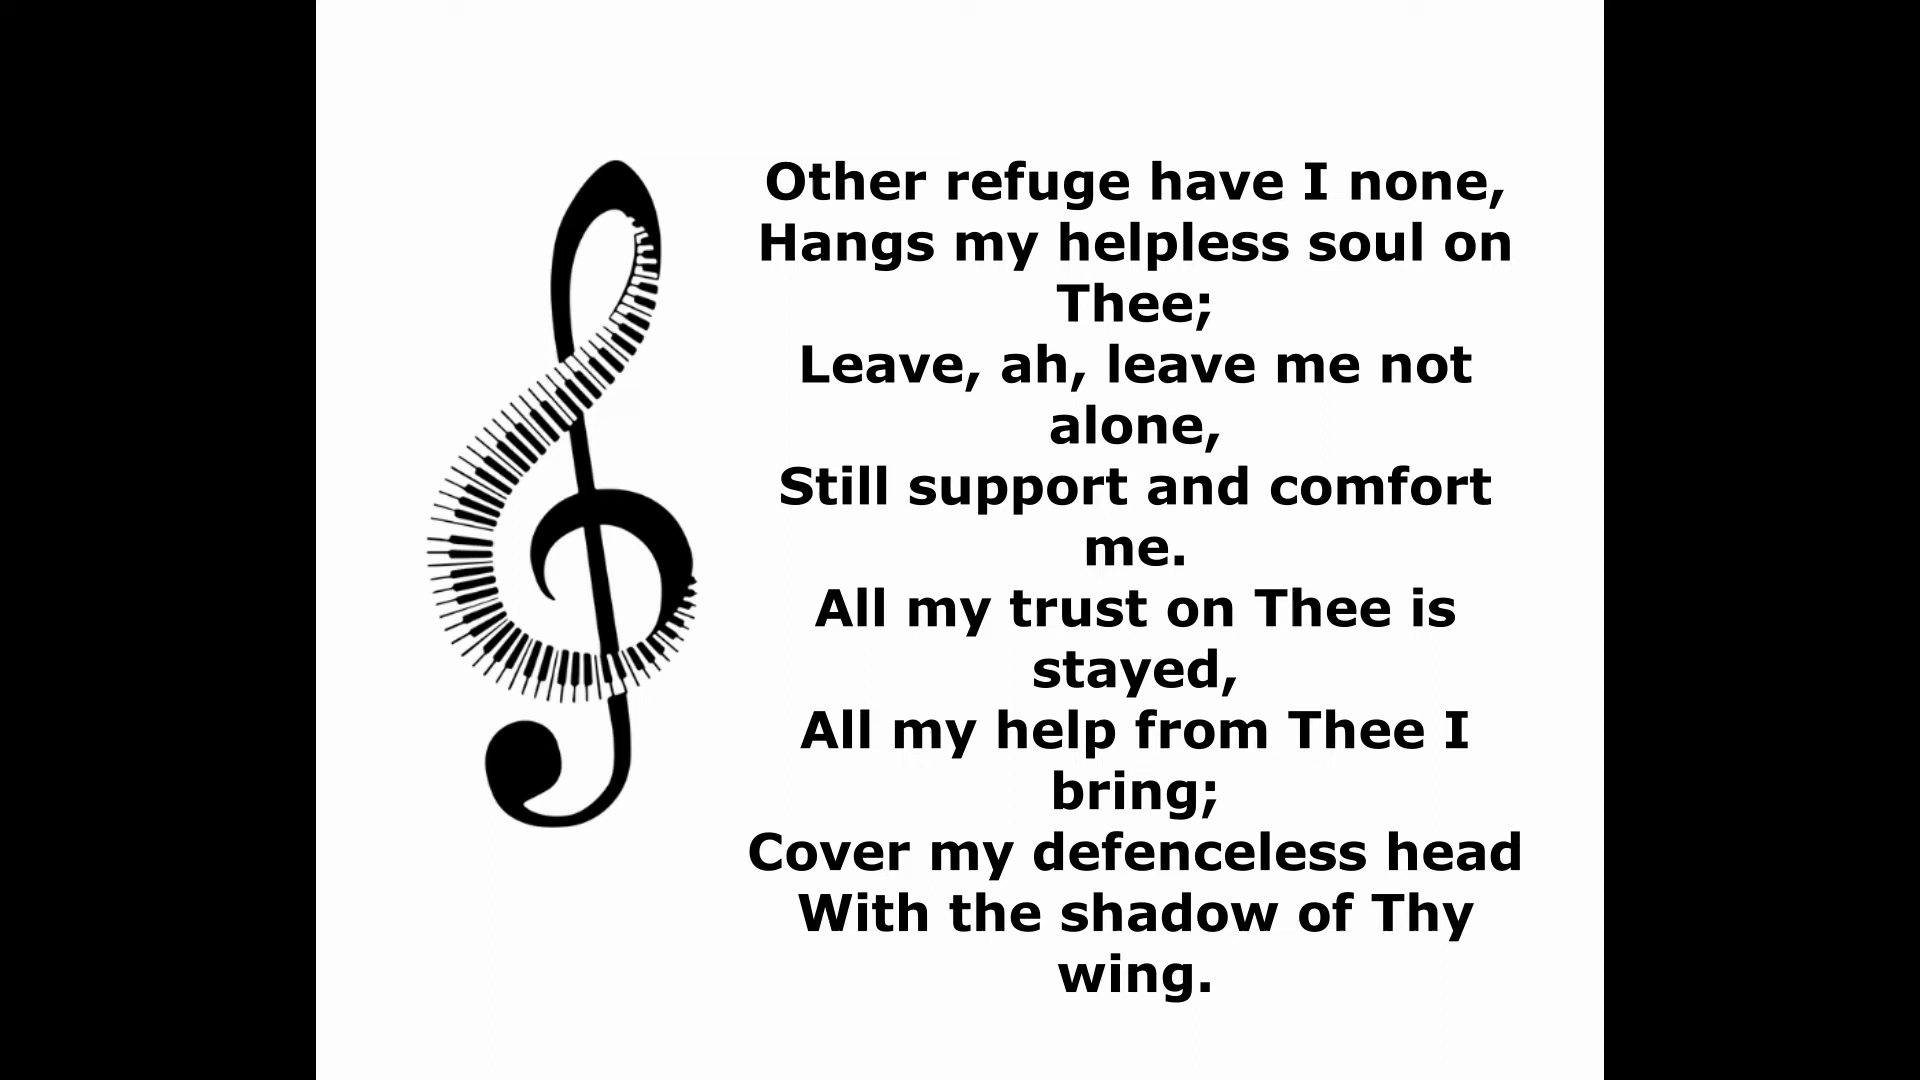 Other refuge have I none,
Hangs my helpless soul on
Thee;
Leave, ah, leave me not
alone,
Still support and comfort
me.
All my trust on Thee is
stayed,
All my help from Thee I
bring;
Cover my defenceless head
With the shadow of Thy
wing.